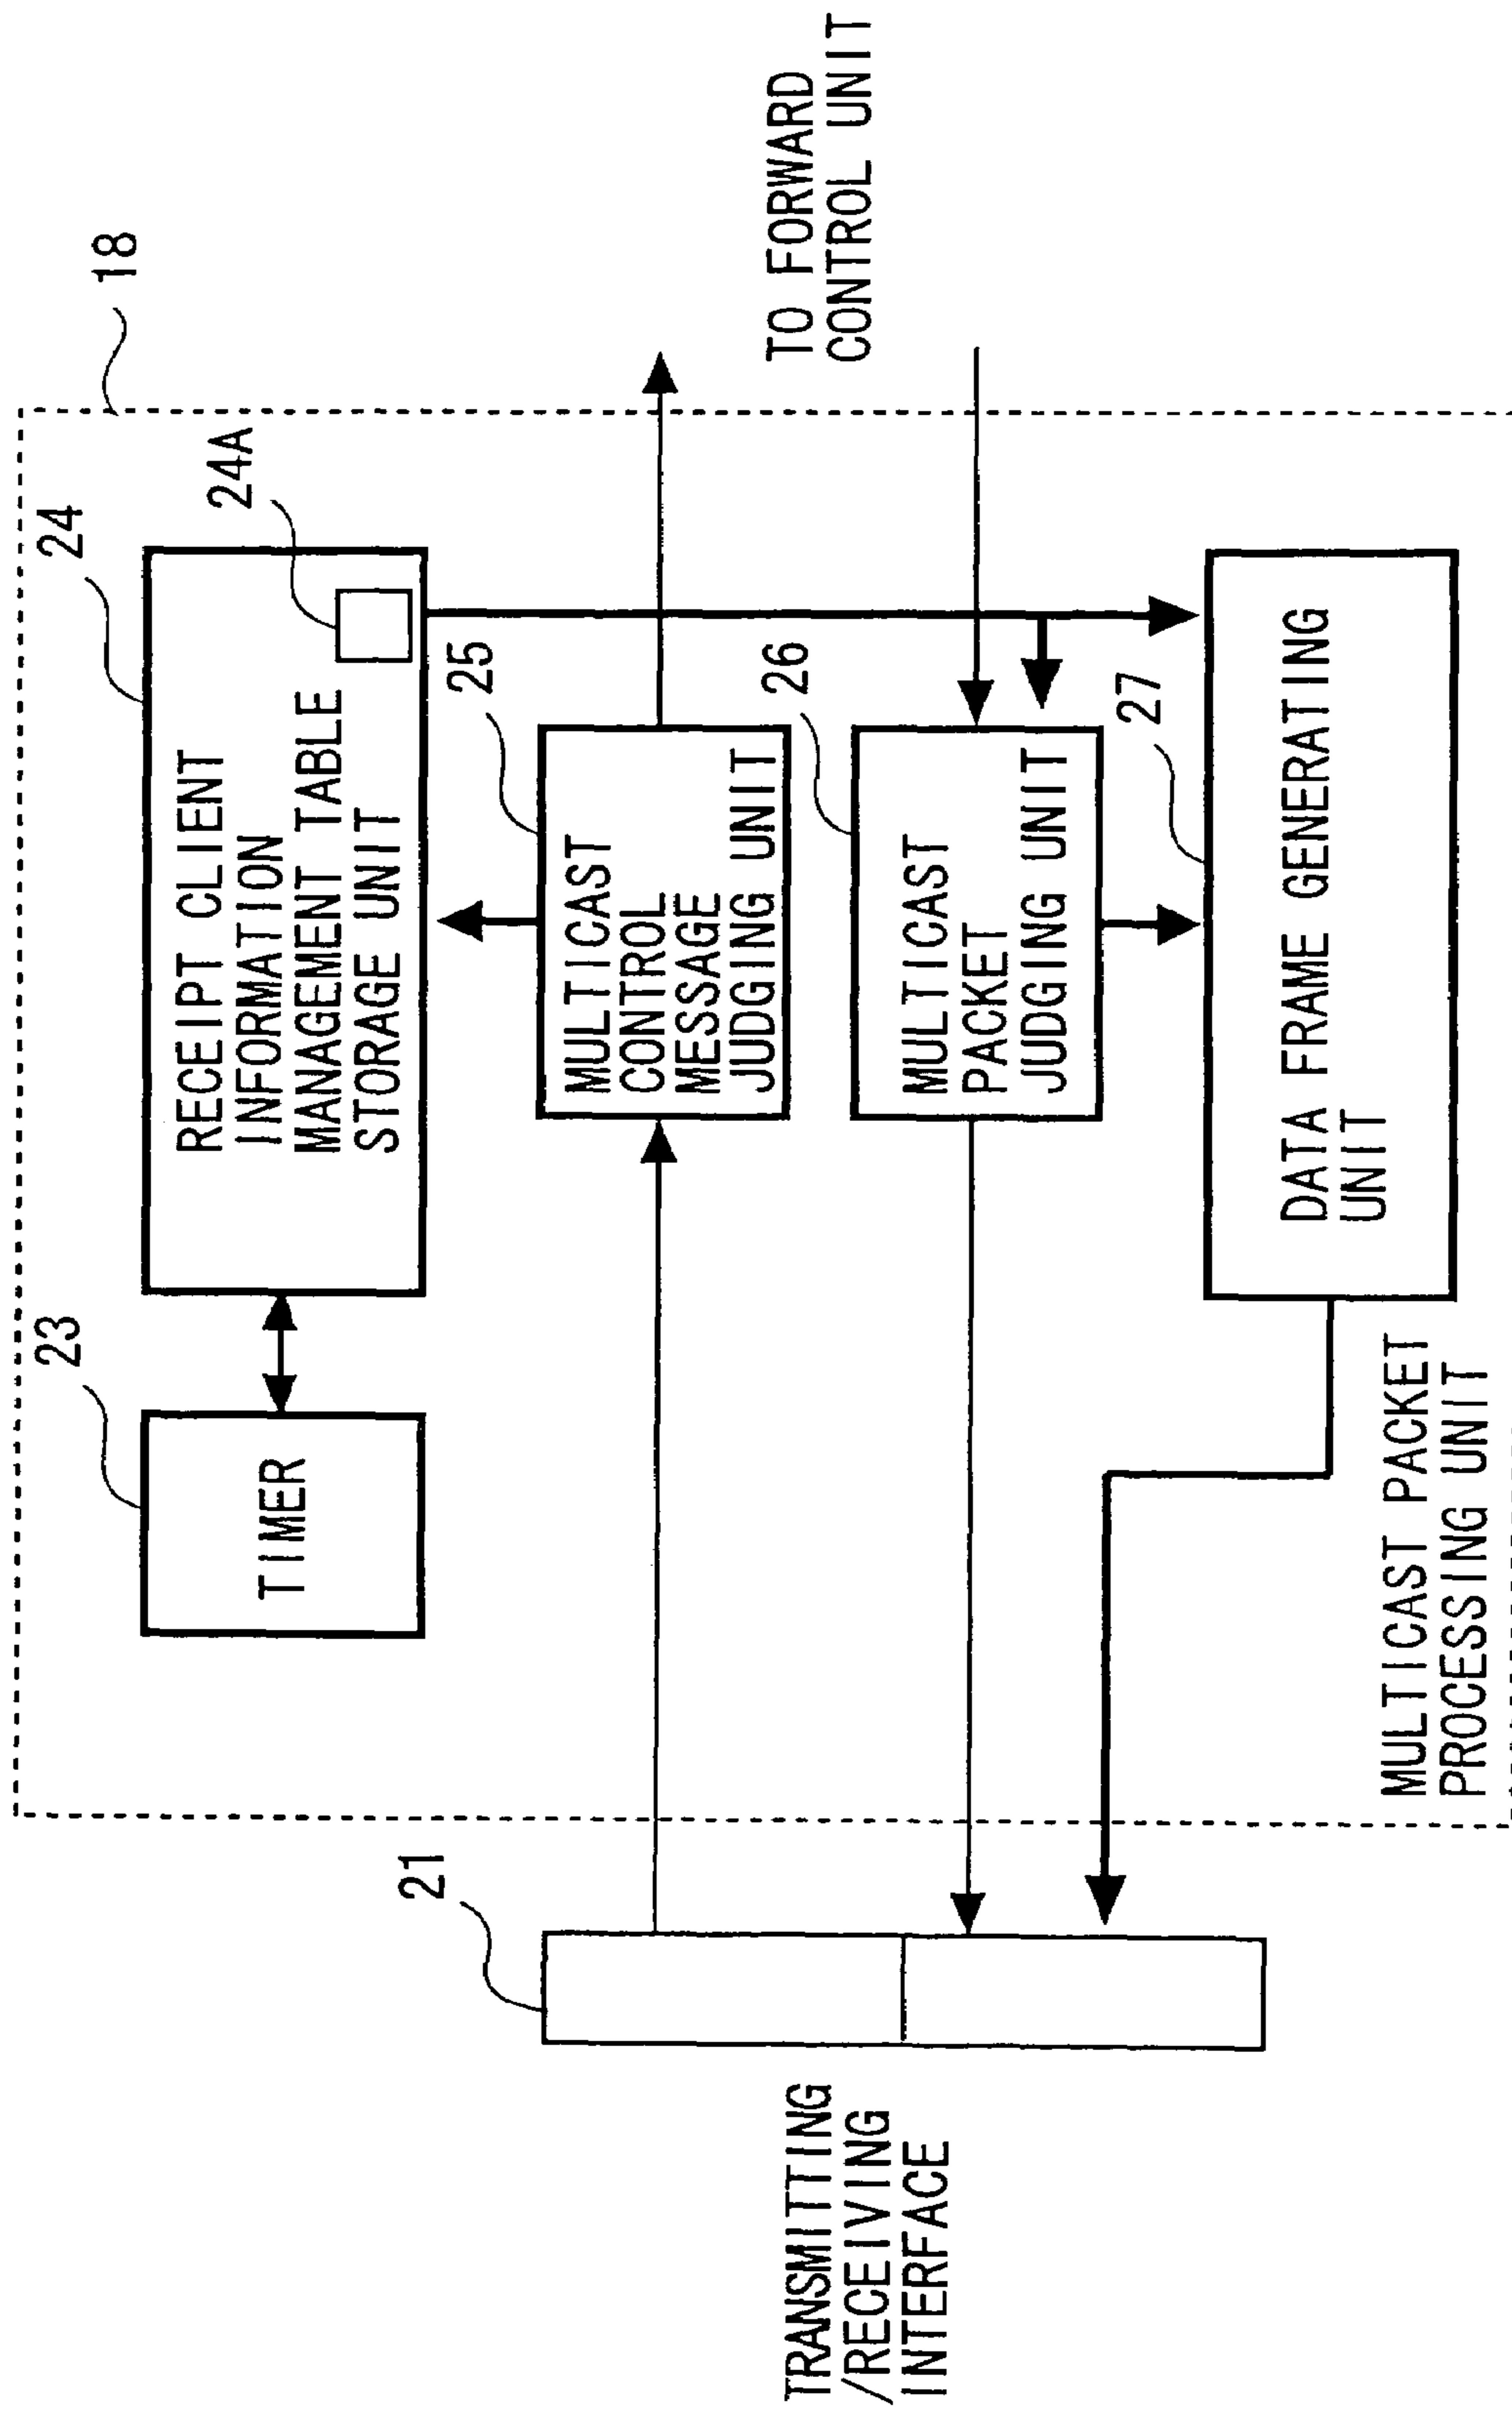 18
23
TIMER
24
24A
RECEIPT CLIENT
INFORMATION
MANAGEMENT TABLE
STORAGE UNIT
21
25
MULTICAST
CONTROL
MESSAGE
JUDGING UNIT
TO FORWARD
CONTROL UNIT
TRANSMITTING
/RECEIVING
INTERFACE
26
MULTICAST
PACKET
JUDGING UNIT
27
DATA FRAME GENERATING
UNIT
MULTICAST PACKET
PROCESSING UNIT